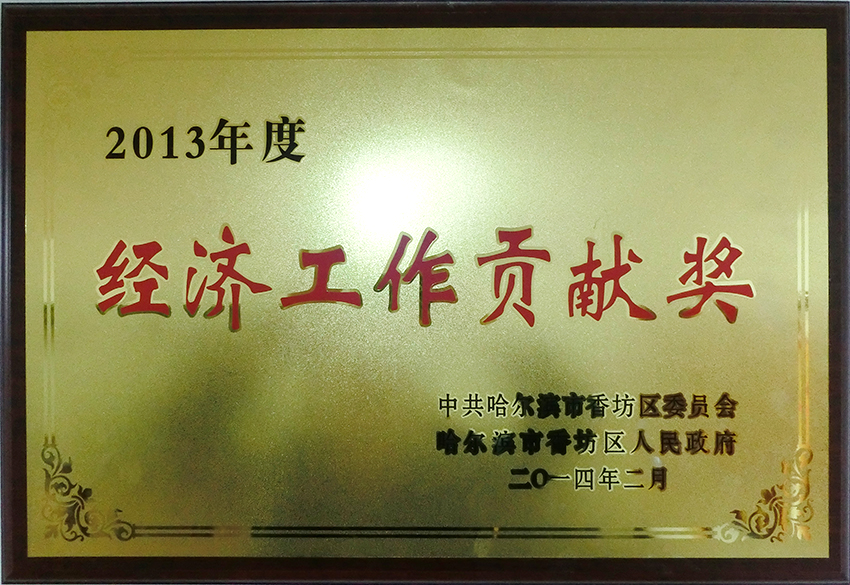 2013年度
经济工作贡献奖
中共哈尔滨市香坊区委员会
哈尔滨市香坊区人民政府
二〇一四年二月